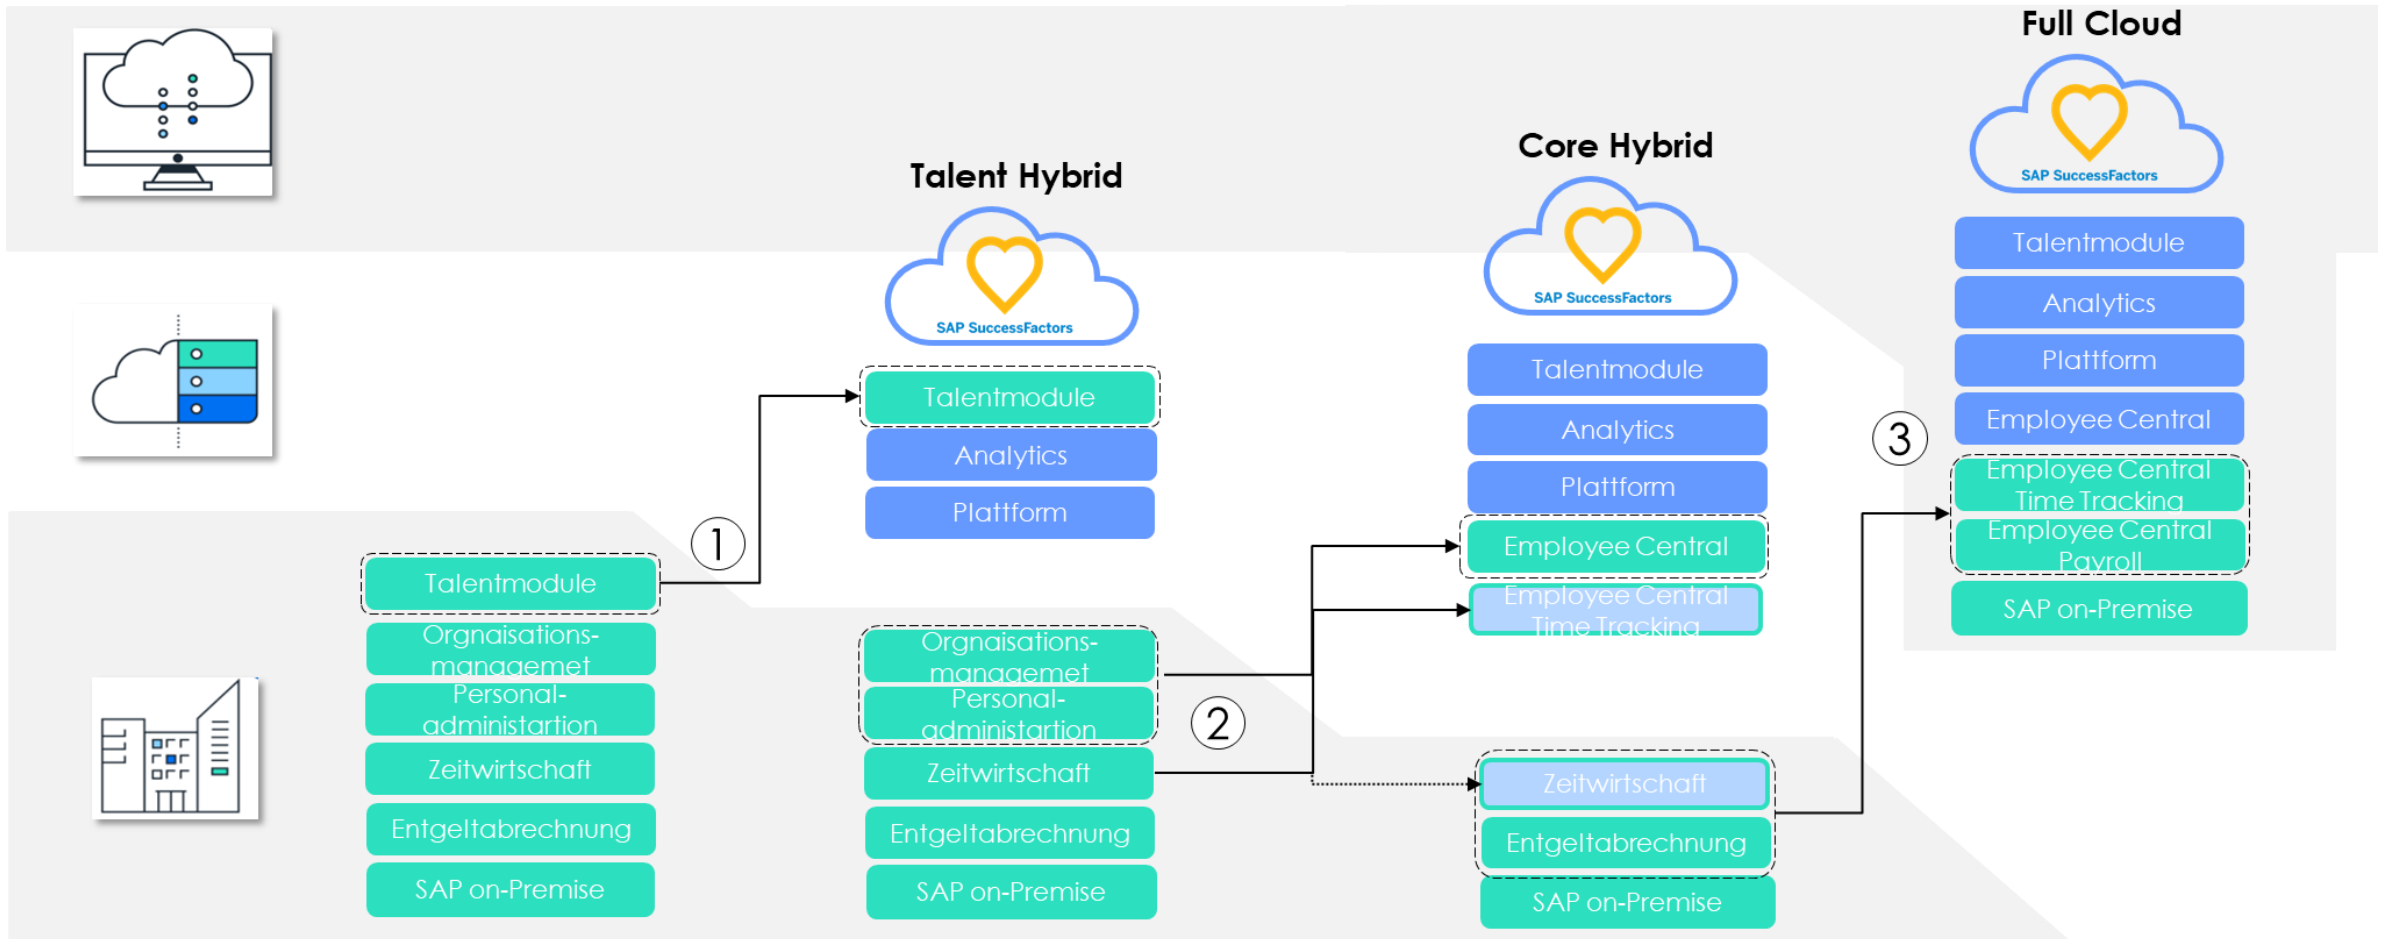 Talentmodule
Orgnaisations-
managemet
Personal-
administartion
Zeitwirtschaft
Entgeltabrechnung
SAP on-Premise
1
Talent Hybrid
SAP SuccessFactors
Talentmodule
Analytics
Plattform
Orgnaisations-
managemet
Personal-
administartion
Zeitwirtschaft
Entgeltabrechnung
SAP on-Premise
2
Core Hybrid
SAP SuccessFactors
Talentmodule
Analytics
Plattform
Employee Central
Employee Central
Time Tracking
Zeitwirtschaft
Entgeltabrechnung
SAP on-Premise
3
Full Cloud
SAP SuccessFactors
Talentmodule
Analytics
Plattform
Employee Central
Employee Central
Time Tracking
Employee Central
Payroll
SAP on-Premise